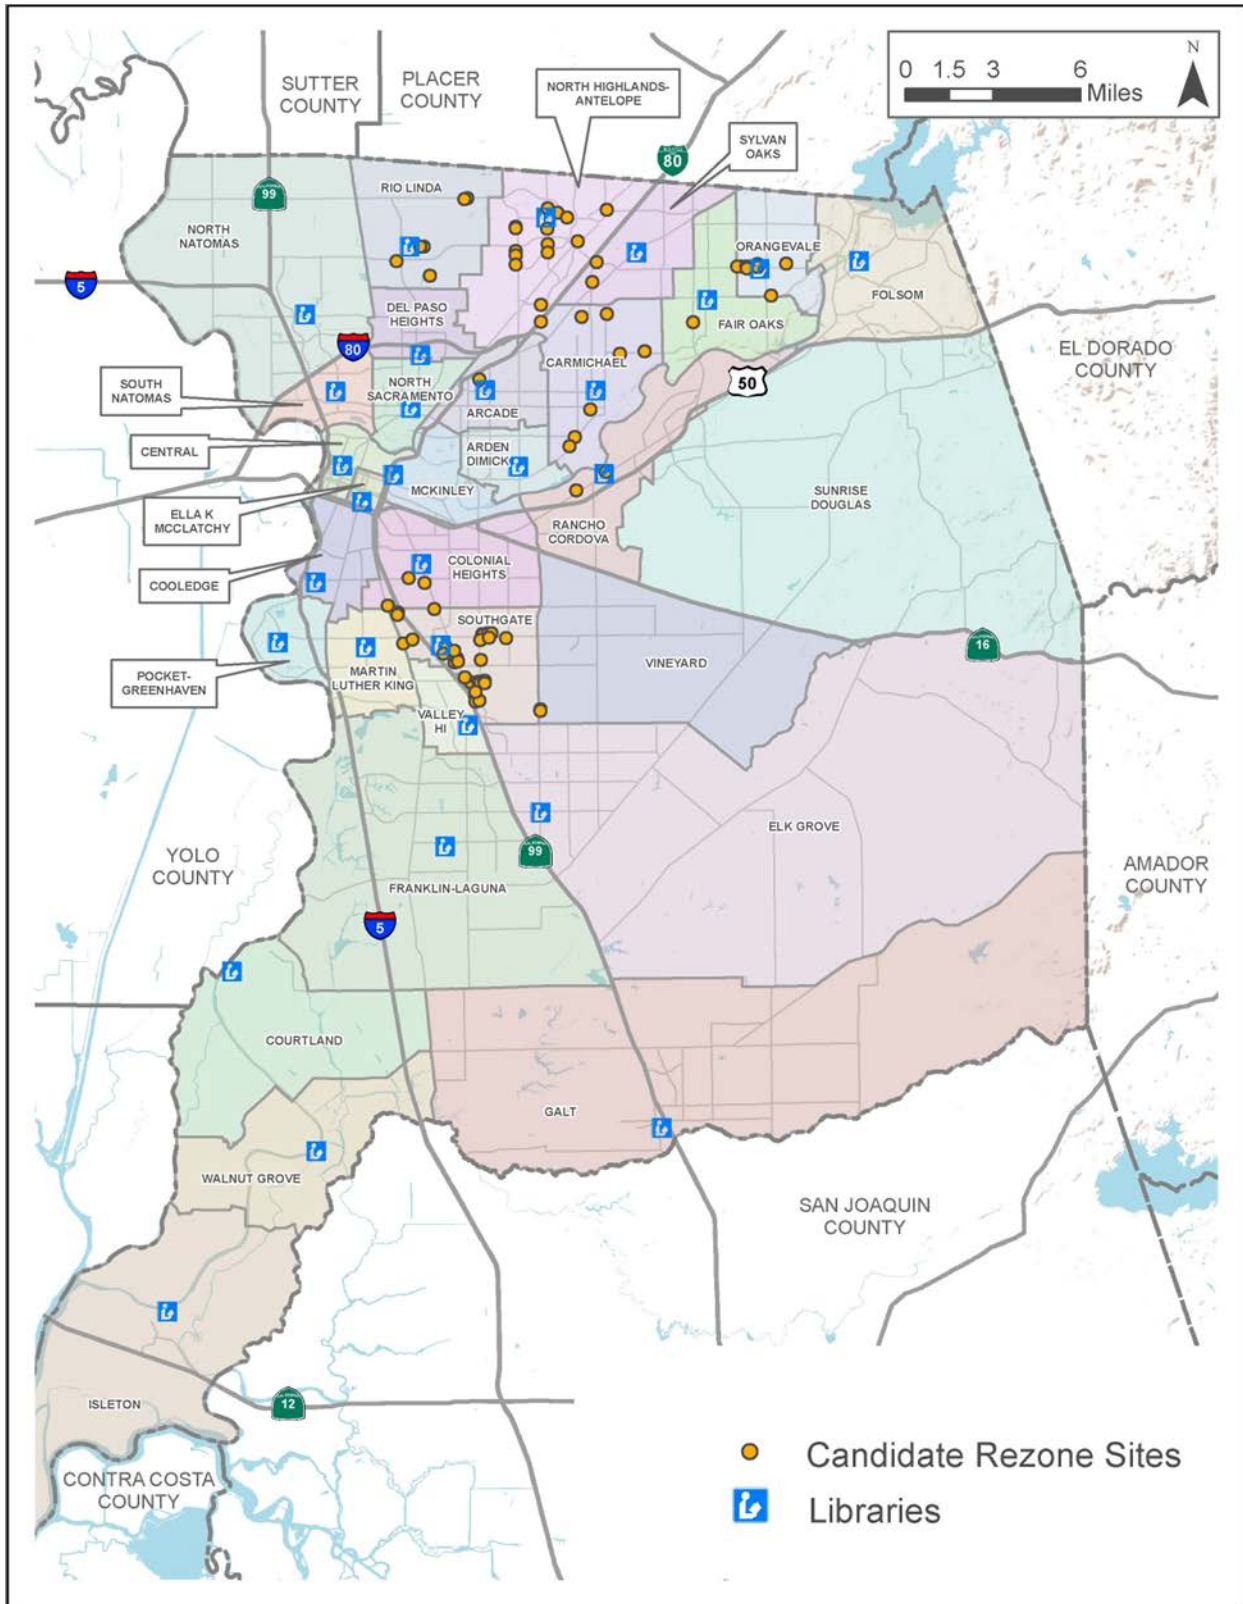 SUTTER
COUNTY
PLACER
COUNTY
NORTH HIGHLANDS-
ANTELOPE
N
0 1.5 3 6
Miles
80
SYLVAN
OAKS
RIO LINDA
99
NORTH
NATOMAS
ORANGEVALE
5
FOLSOM
DEL PASO
HEIGHTS
FAIR OAKS
80
EL DORADO
COUNTY
CARMICHAEL
50
SOUTH
NATOMAS
NORTH
SACRAMENTO
ARCADE
CENTRAL
ARDEN
DIMICK
MCKINLEY
SUNRISE
DOUGLAS
ELLA K
MCCLATCHY
RANCHO
CORDOVA
COLONIAL
HEIGHTS
COOLEDGE
SOUTHGATE
16
VINEYARD
POCKET-
GREENHAVEN
MARTIN
LUTHER KING
VALLEY
HI
ELK GROVE
YOLO
COUNTY
99
AMADOR
COUNTY
FRANKLIN-LAGUNA
5
COURTLAND
GALT
WALNUT GROVE
SAN JOAQUIN
COUNTY
ISLETON
12
CONTRA COSTA
COUNTY
Candidate Rezone Sites
Libraries